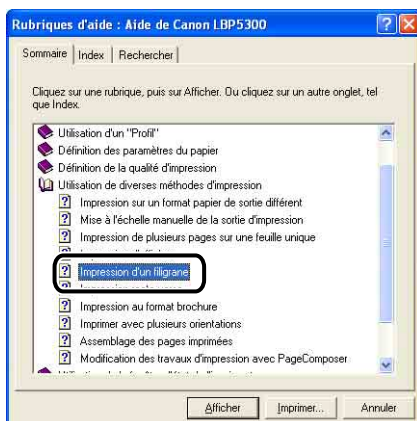 Rubriques d'aide : Aide de Canon LBP5300
Sommaire
Index
Rechercher
Cliquez sur une rubrique, puis sur Afficher. Ou cliquez sur un autre onglet, tel
que Index.
Utilisation d'un "Profil"
Définition des paramètres du papier
Définition de la qualité d'impression
Utilisation de diverses méthodes d'impression
Impression sur un format papier de sortie différent
Mise à l'échelle manuelle de la sortie d'impression
Impression de plusieurs pages sur une feuille unique
Impression d'un filigrane
Impression au format brochure
Imprimer avec plusieurs orientations
Assemblage des pages imprimées
Modification des travaux d'impression avec PageComposer
Afficher
Imprimer...
Annuler